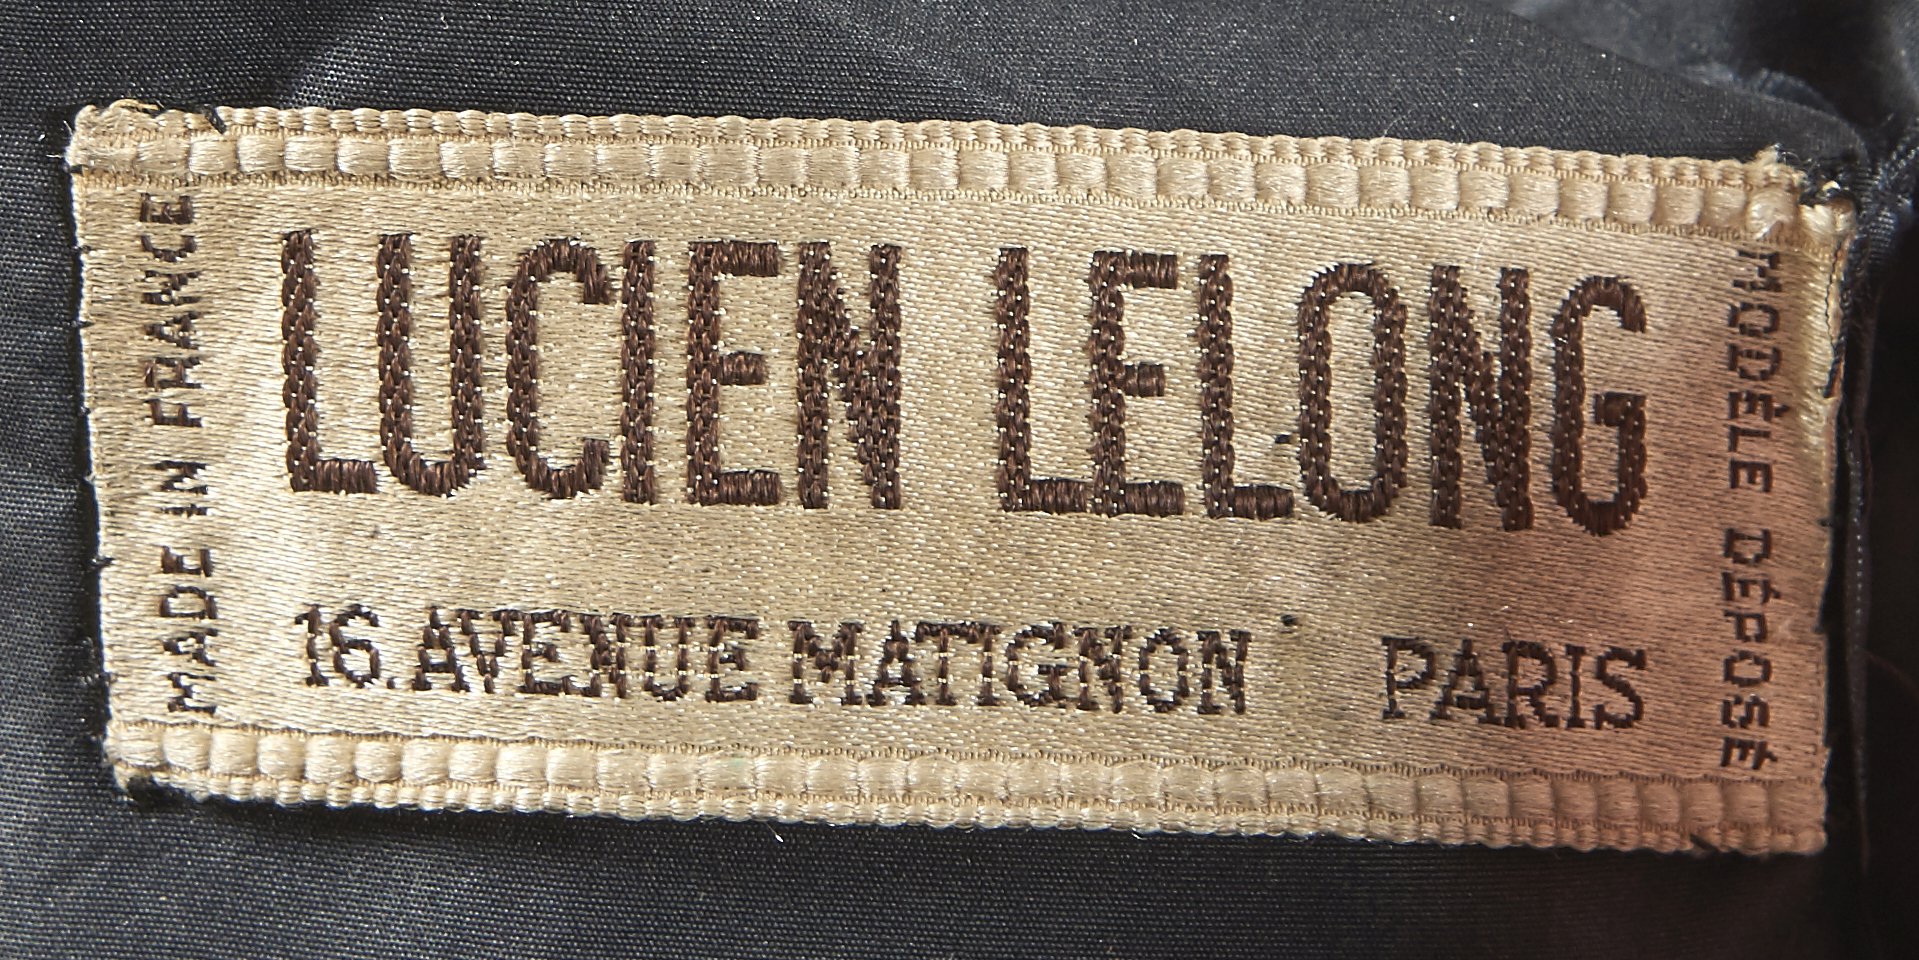 MADE IN FRANCE
LUCIEN LELONG
16.AVENUE MATIGNON PARIS
MODÈLE DÉPOSÉ